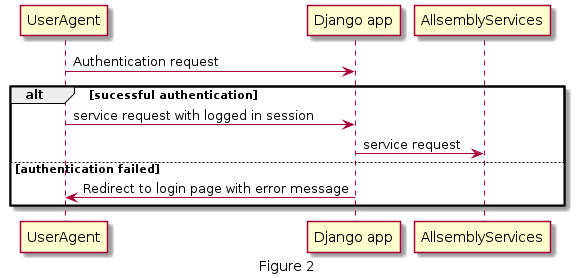 UserAgent Django app AllsemblyServices
Authentication request
alt [sucessful authentication]
service request with logged in session
service request
[authentication failed]
Redirect to login page with error message
UserAgent Django app AllsemblyServices
Figure 2